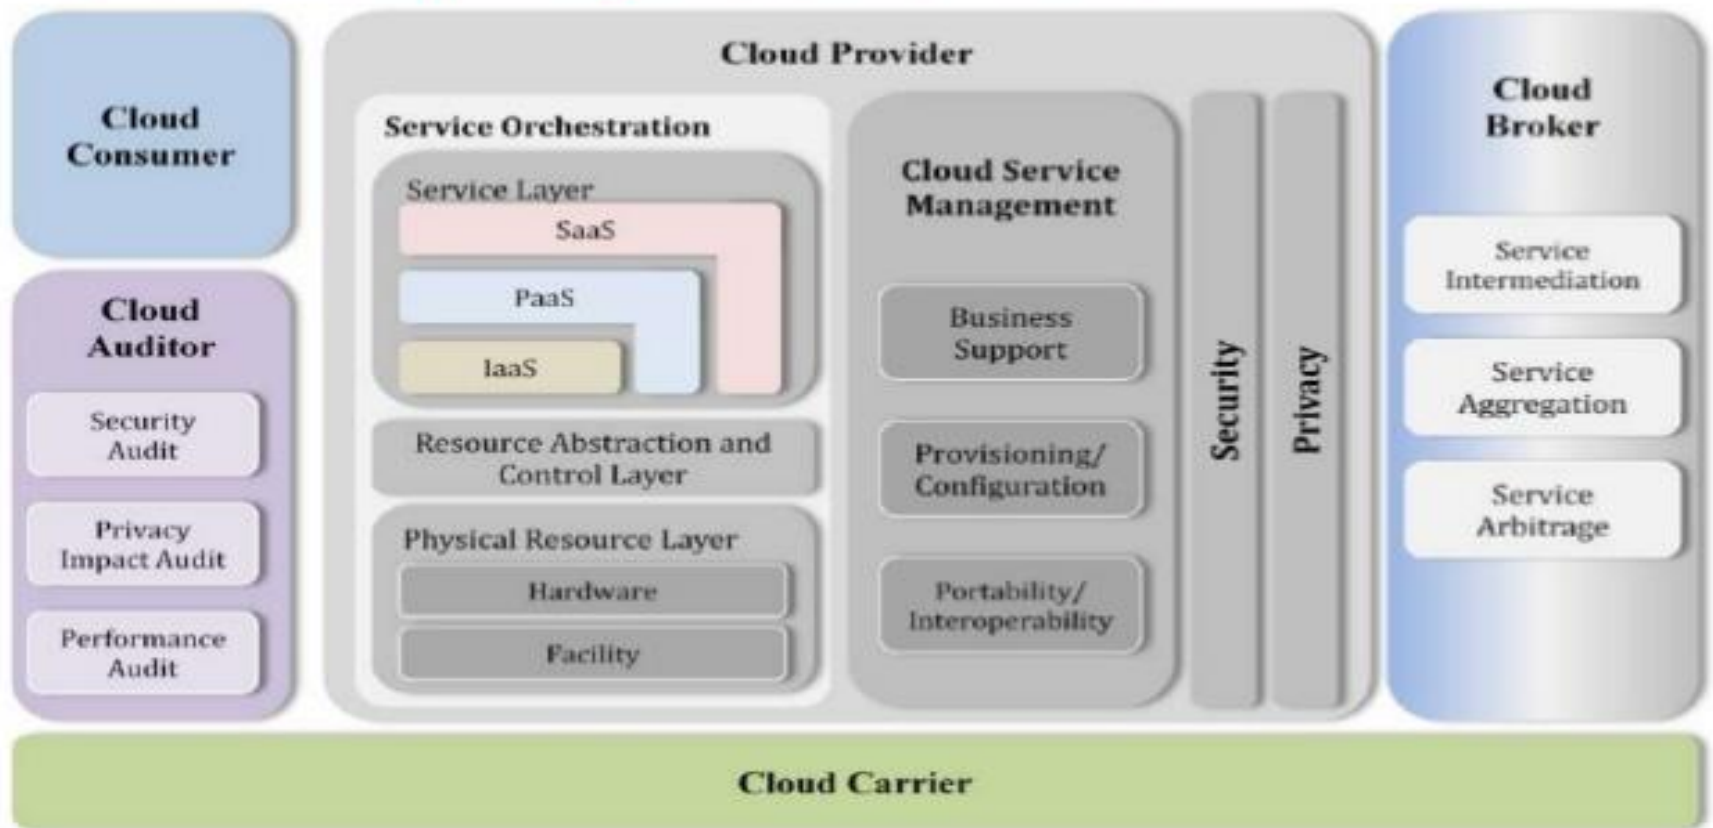 Cloud
Consumer
Cloud
Auditor
Security
Audit
Privacy
Impact Audit
Performance
Audit
Cloud Provider
Service Orchestration
Service Layer
SaaS
PaaS
IaaS
Resource Abstraction and
Control Layer
Physical Resource Layer
Hardware
Facility
Cloud Service
Management
Business
Support
Provisioning/
Configuration
Portability/
Interoperability
Security
Privacy
Cloud
Broker
Service
Intermediation
Service
Aggregation
Service
Arbitrage
Cloud Carrier